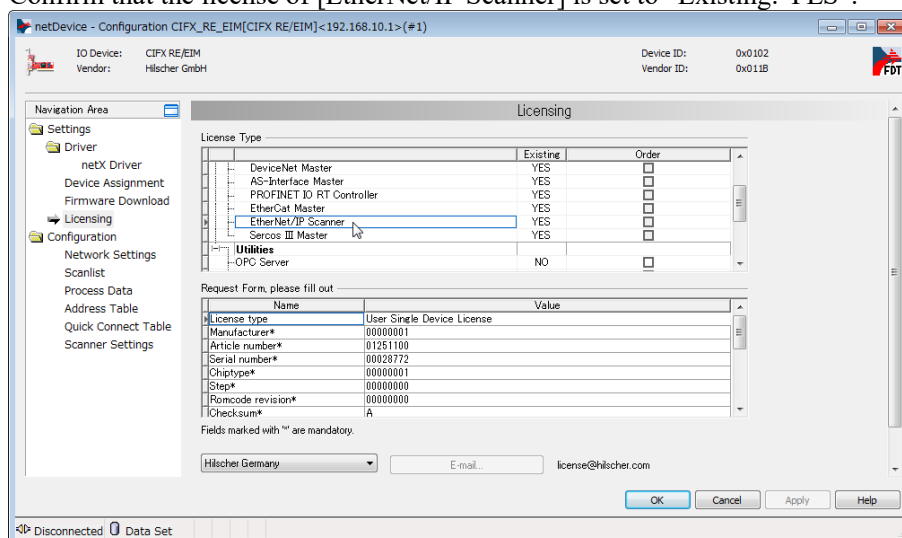 Confirm that the license of [EtherNet/IP Scanner] is set to "Existing: YES".
netDevice - Configuration CIFX_RE_EIM[CIFX RE/EIM]<192.168.10.1>(#1)
IO Device: CIFX RE/EIM Device ID: 0x0102
Vendor: Hilscher GmbH Vendor ID: 0x011B
FDT
Navigation Area
Settings
Driver
netX Driver
Device Assignment
Firmware Download
Licensing
Configuration
Network Settings
Scanlist
Process Data
Address Table
Quick Connect Table
Scanner Settings
Licensing
License Type
Existing Order
DeviceNet Master YES
AS-Interface Master YES
PROFINET IO RT Controller YES
EtherCat Master YES
EtherNet/IP Scanner YES
Sercos III Master YES
Utilities
OPC Server NO
Request Form, please fill out
Name Value
License type User Single Device License
Manufacturer* 00000001
Article number* 01251100
Serial number* 00028772
Chiptype* 00000001
Step* 00000000
Romcode revision* 00000000
Checksum* A
Fields marked with "*" are mandatory.
Hilscher Germany E-mail... license@hilscher.com
OK Cancel Apply Help
Disconnected Data Set